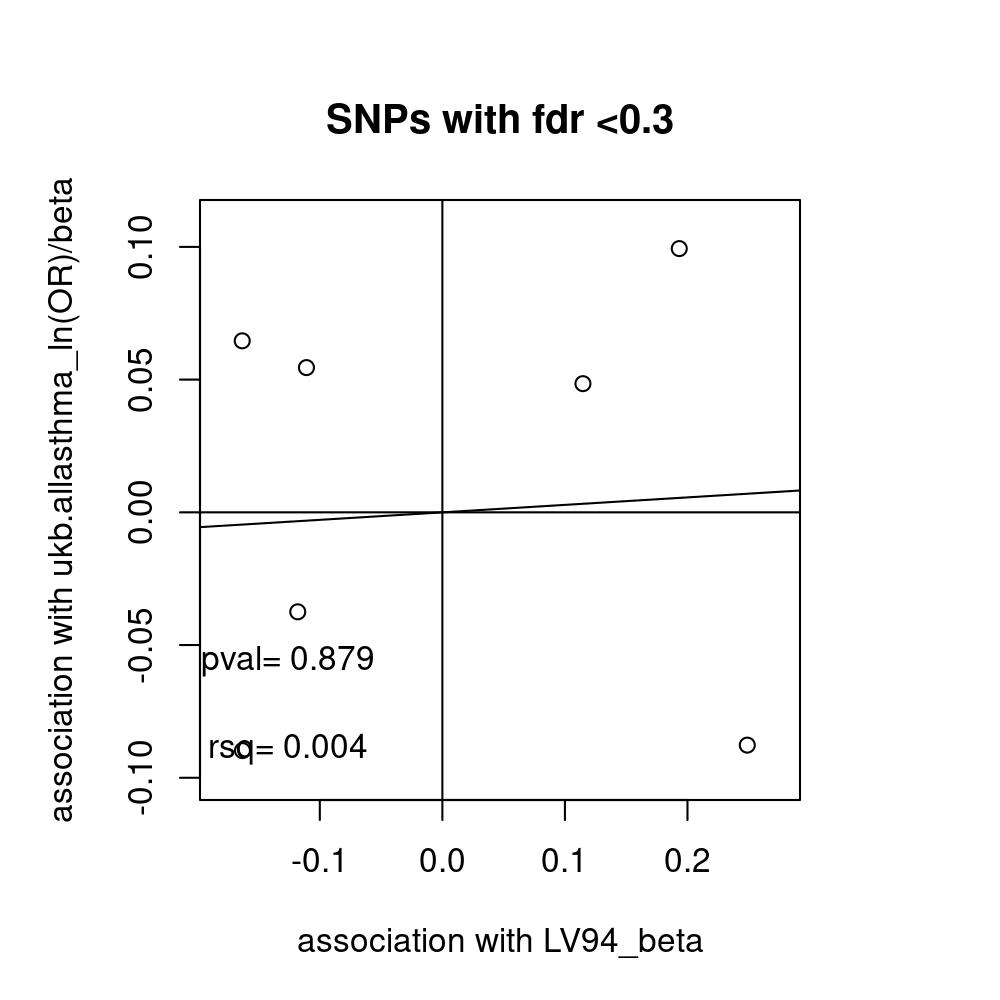 SNPs with fdr <0.3
association with ukb.allasthma_ln(OR)/beta
0.10
0.05
0.00
-0.05
-0.10
pval= 0.879
rsq= 0.004
-0.1 0.0 0.1 0.2
association with LV94_beta